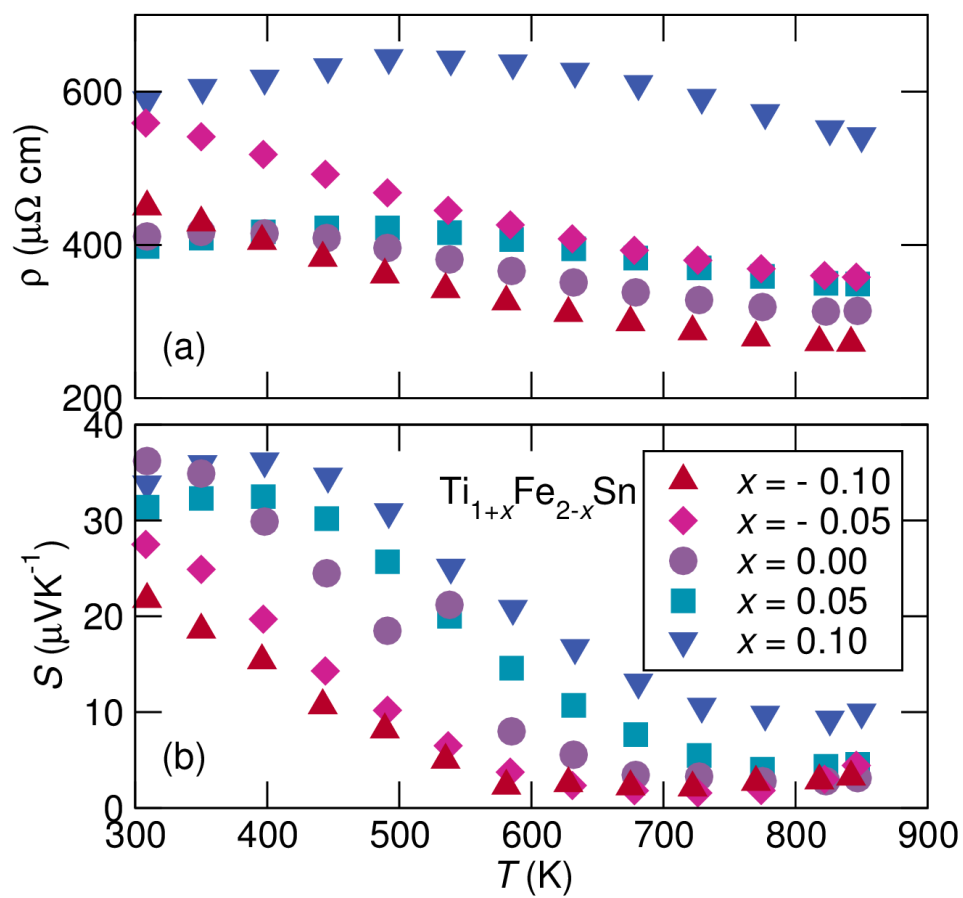 600
400
200
ρ (μΩ cm)
(a)
40
30
20
10
0
S (μVK⁻¹)
Ti₁₊ₓFe₂₋ₓSn
x = - 0.10
x = - 0.05
x = 0.00
x = 0.05
x = 0.10
(b)
300 400 500 600 700 800 900
T (K)